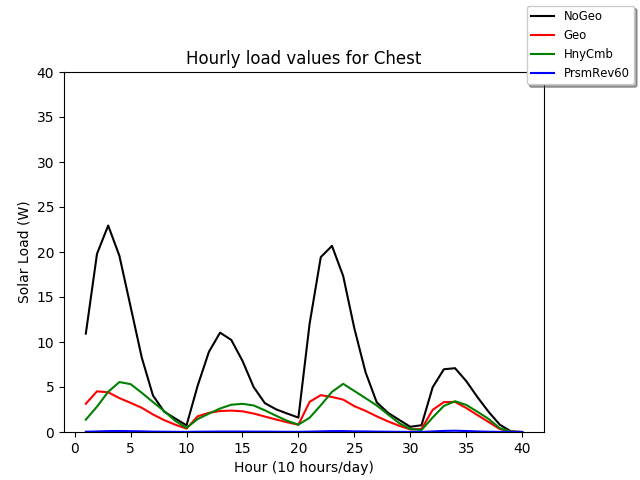 NoGeo
Geo
HnyCmb
PrsmRev60
Hourly load values for Chest
40
35
30
25
20
15
10
5
0
Solar Load (W)
0 5 10 15 20 25 30 35 40
Hour (10 hours/day)